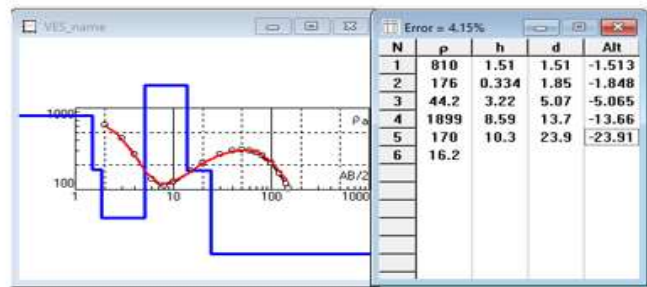 VES_name
1000
ρa
100
AB/2
1
10
100
1000
Error = 4.15%
N ρ h d Alt
1 810 1.51 1.51 -1.513
2 176 0.334 1.85 -1.848
3 44.2 3.22 5.07 -5.065
4 1899 8.59 13.7 -13.66
5 170 10.3 23.9 -23.91
6 16.2